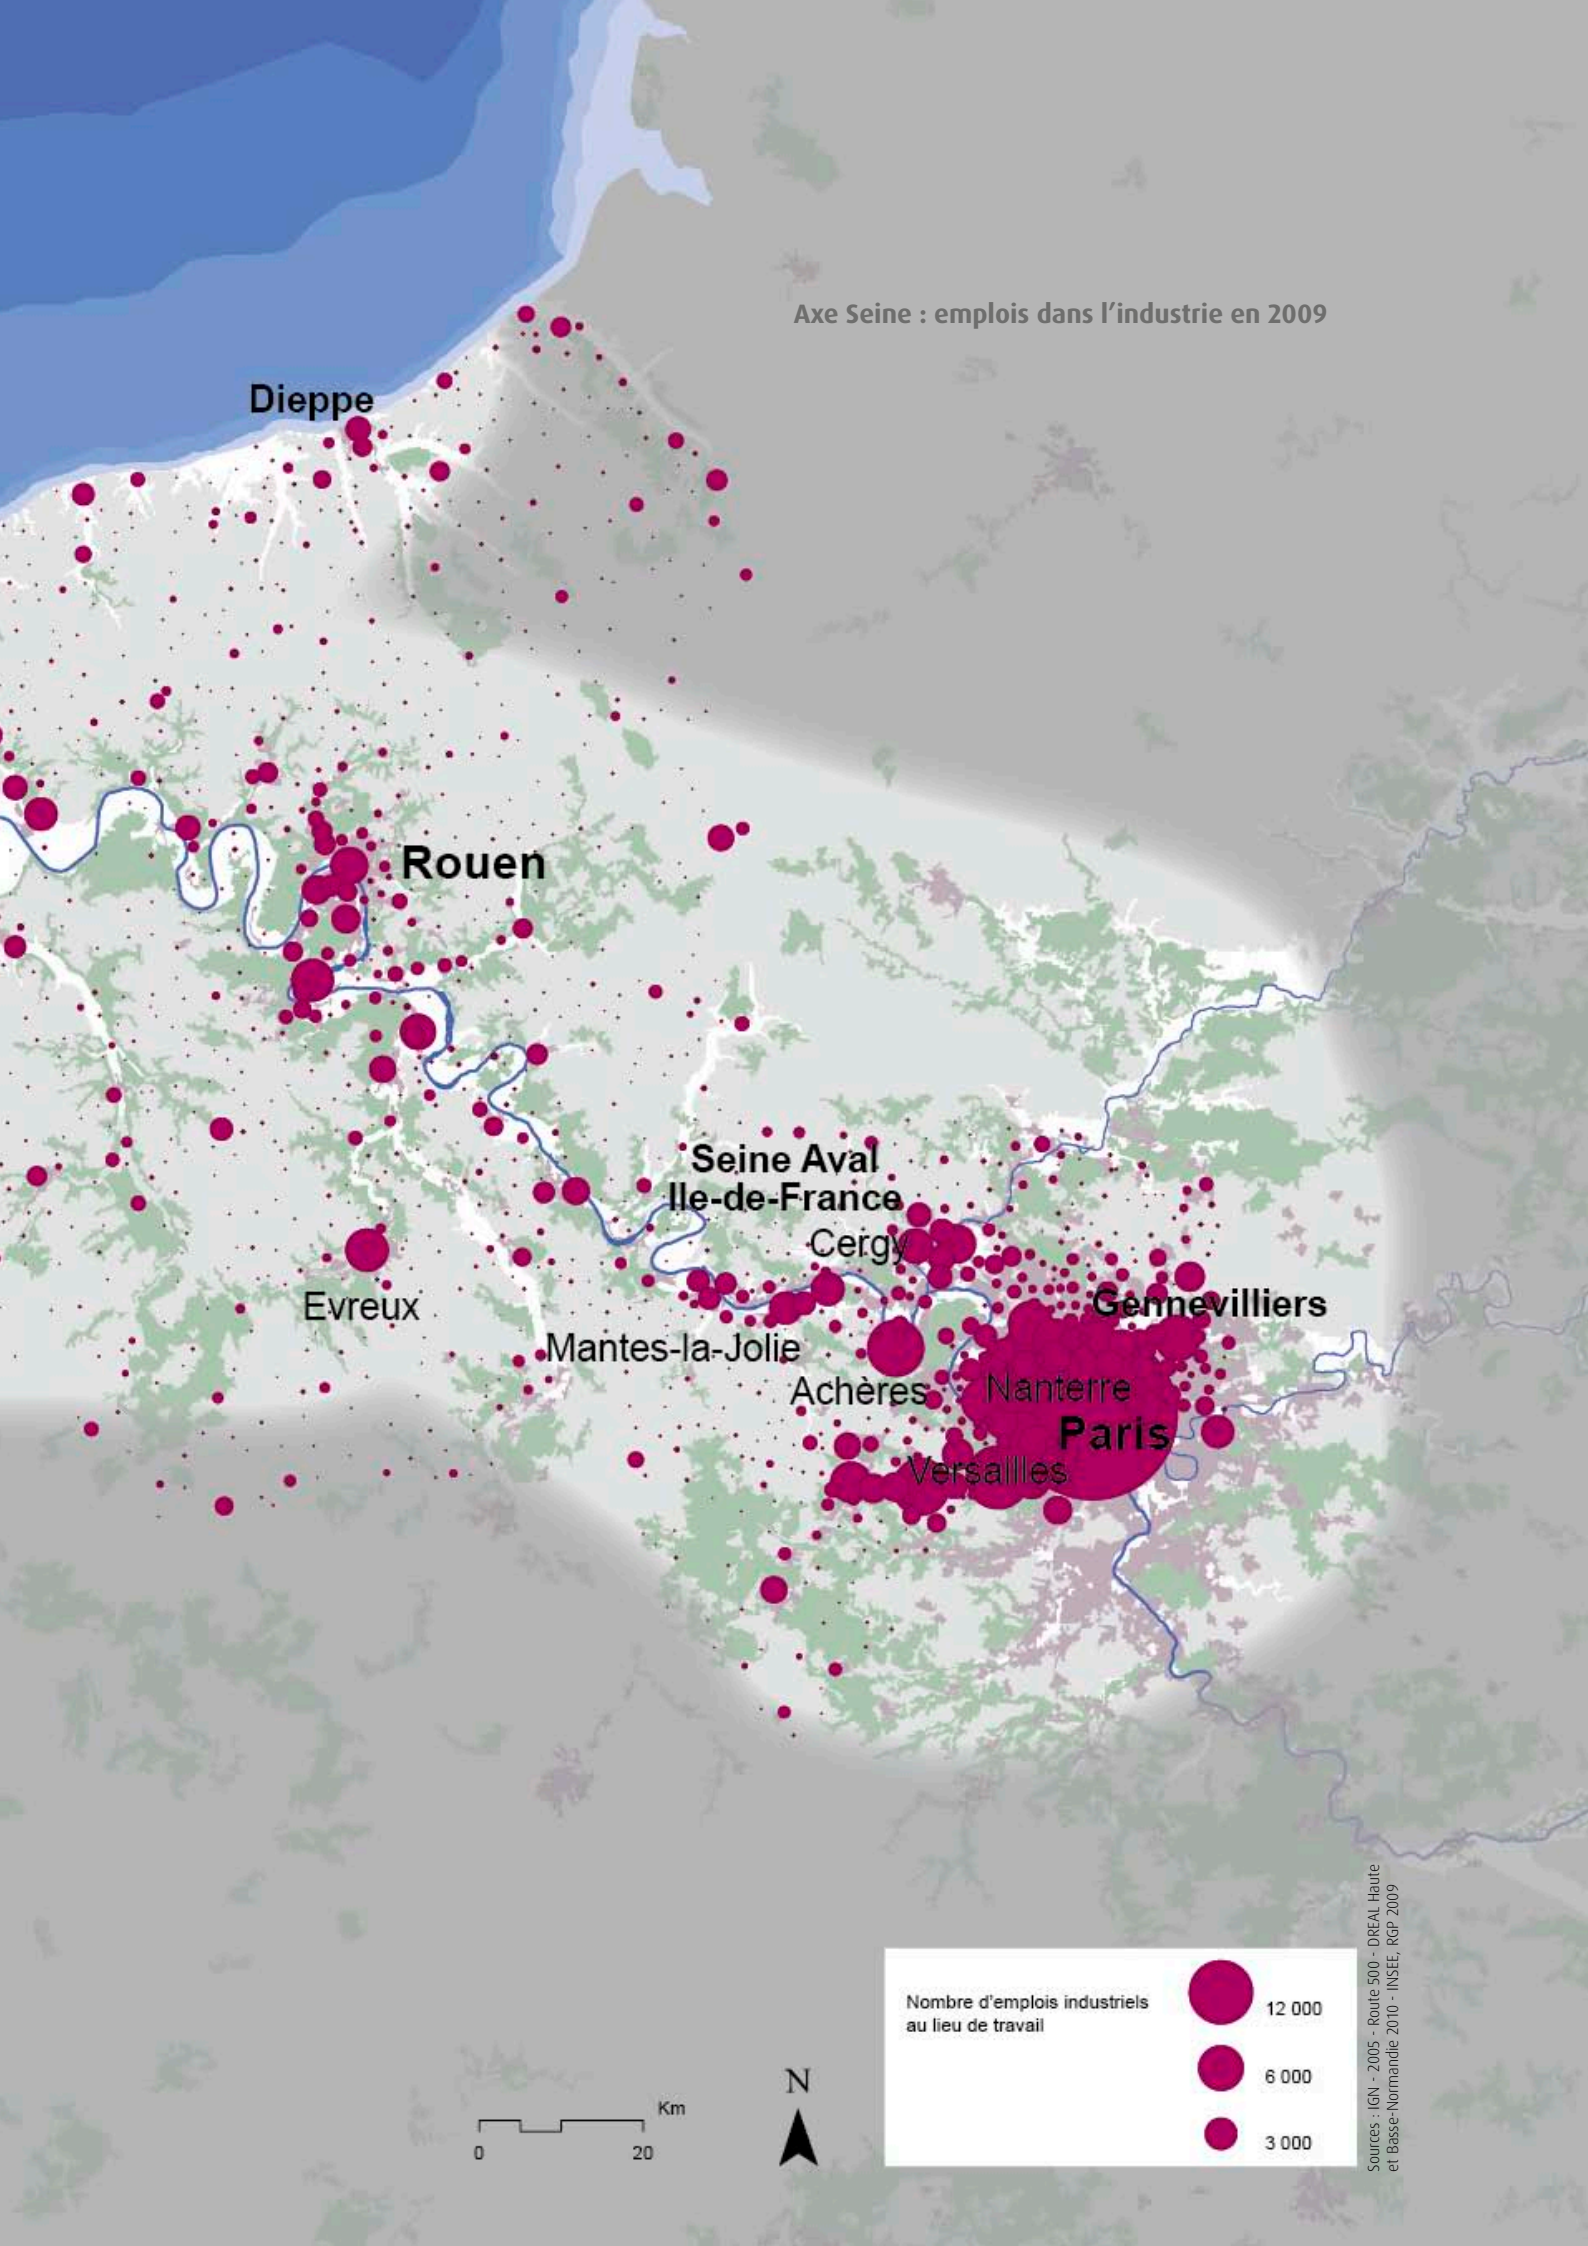 Axe Seine : emplois dans l'industrie en 2009
Dieppe
Rouen
Seine Aval
Ile-de-France
Cergy
Gennevilliers
Evreux
Mantes-la-Jolie
Achères
Nanterre
Paris
Versailles
Nombre d'emplois industriels
au lieu de travail
12 000
6 000
3 000
N
Km
0 20
Sources : IGN - 2005 - Route 500 - DREAL Haute
et Basse-Normandie 2010 - INSEE, RGP 2009